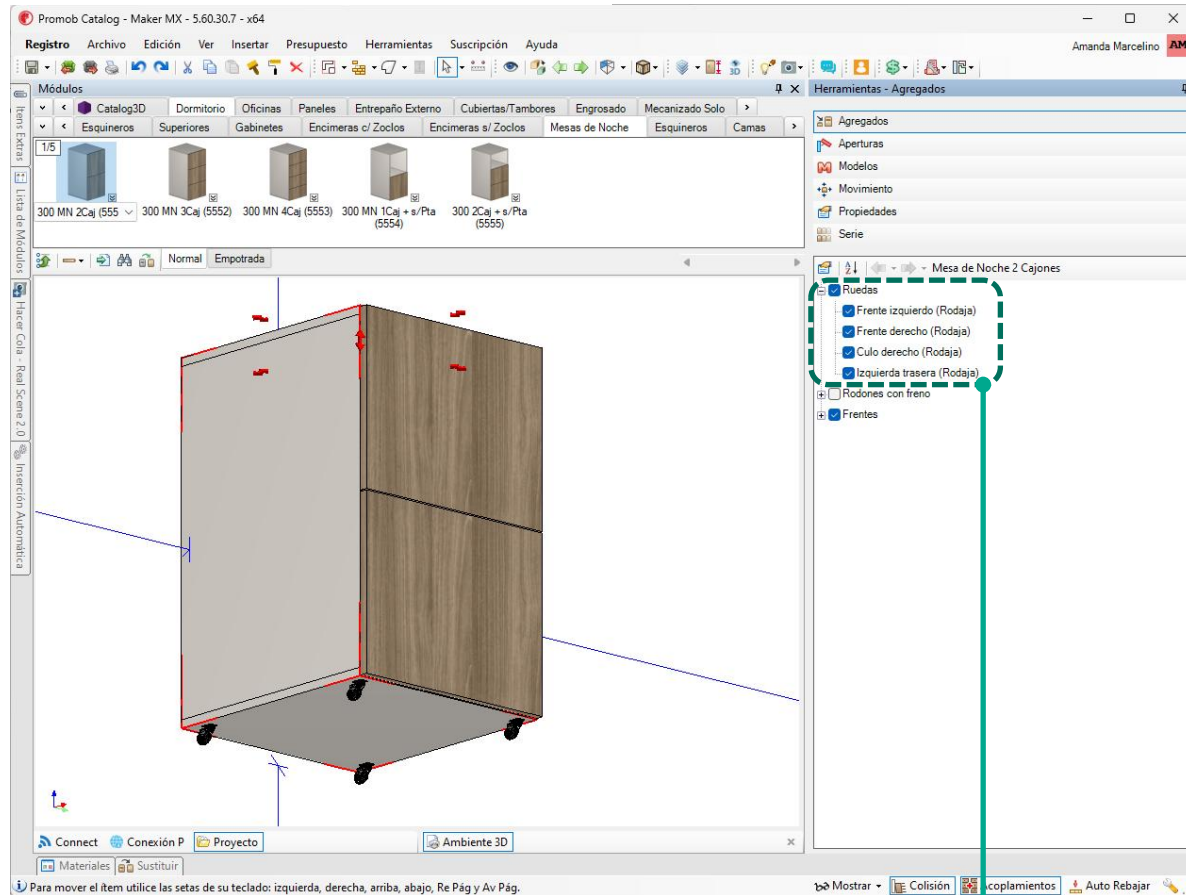 Promob Catalog - Maker MX - 5.60.30.7 - x64
Registro Archivo Edición Ver Insertar Presupuesto Herramientas Suscripción Ayuda
Amanda Marcelino AM
Módulos
Herramientas - Agregados
Catalog3D Dormitorio Oficinas Paneles Entrepaño Externo Cubiertas/Tambores Engrosado Mecanizado Solo
Esquineros Superiores Gabinetes Encimeras c/ Zoclos Encimeras s/ Zoclos Mesas de Noche Esquineros Camas
1/5
300 MN 2Caj (555 300 MN 3Caj (5552) 300 MN 4Caj (5553) 300 MN 1Caj + s/Pta (5554) 300 2Caj + s/Pta (5555)
Normal Empotrada
Itens Extras
Lista de Módulos
Hacer Cola - Real Scene 2.0
Inserción Automática
Agregados
Aperturas
Modelos
Movimiento
Propiedades
Serie
Mesa de Noche 2 Cajones
Ruedas
Frente izquierdo (Rodaja)
Frente derecho (Rodaja)
Culo derecho (Rodaja)
Izquierda trasera (Rodaja)
Rodones con freno
Frentes
Connect Conexión P Proyecto Ambiente 3D
Materiales Sustituir
Para mover el ítem utilice las setas de su teclado: izquierda, derecha, arriba, abajo, Re Pág y Av Pág.
Mostrar Colisión Acoplamientos Auto Rebajar